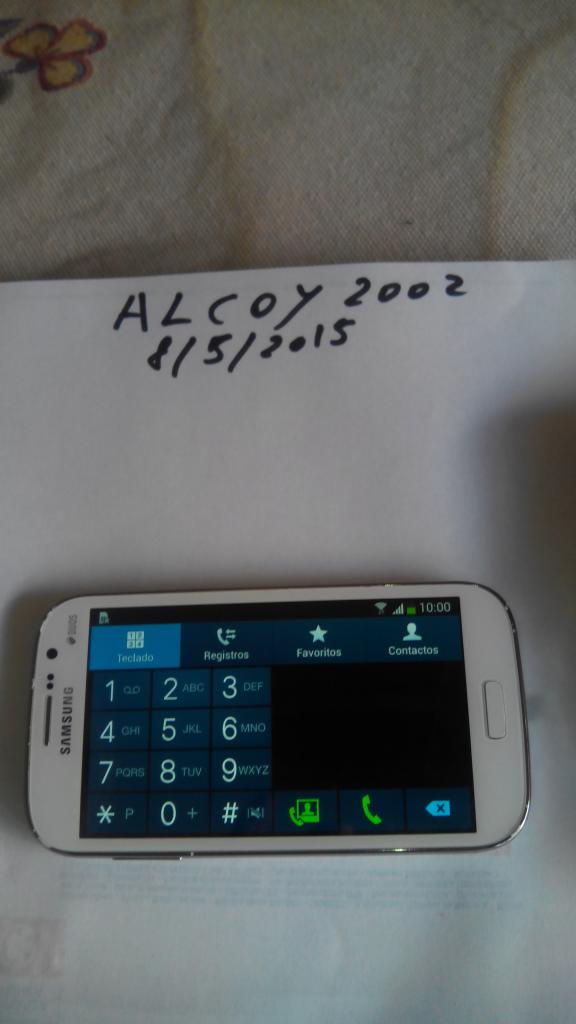 ALCOY 2002
8/5/2015
DUOS
SAMSUNG
10:00
Teclado
Registros
Favoritos
Contactos
1
2 ABC
3 DEF
4 GHI
5 JKL
6 MNO
7 PQRS
8 TUV
9 WXYZ
* P
0 +
#